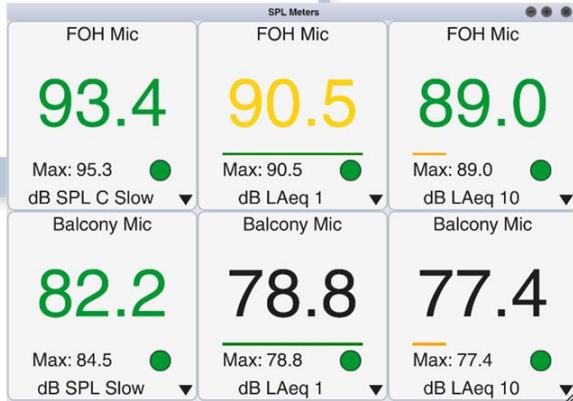 SPL Meters
FOH Mic
93.4
Max: 95.3
dB SPL C Slow
FOH Mic
90.5
Max: 90.5
dB LAeq 1
FOH Mic
89.0
Max: 89.0
dB LAeq 10
Balcony Mic
82.2
Max: 84.5
dB SPL Slow
Balcony Mic
78.8
Max: 78.8
dB LAeq 1
Balcony Mic
77.4
Max: 77.4
dB LAeq 10